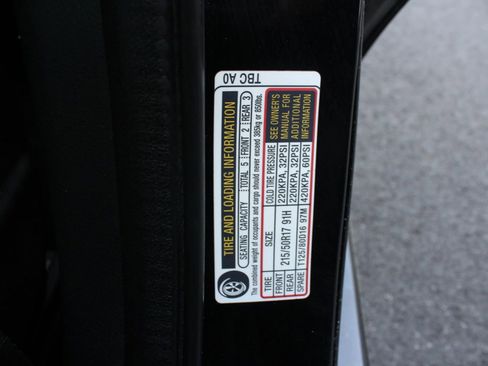 TBC A0
TIRE AND LOADING INFORMATION
SEATING CAPACITY TOTAL 5 FRONT 2 REAR 3
The combined weight of occupants and cargo should never exceed 385kg or 850lbs.
TIRE SIZE COLD TIRE PRESSURE
FRONT 215/50R17 91H 220KPA, 32PSI
REAR 220KPA, 32PSI
SPARE T125/80D16 97M 420KPA, 60PSI
SEE OWNER'S
MANUAL FOR
ADDITIONAL
INFORMATION